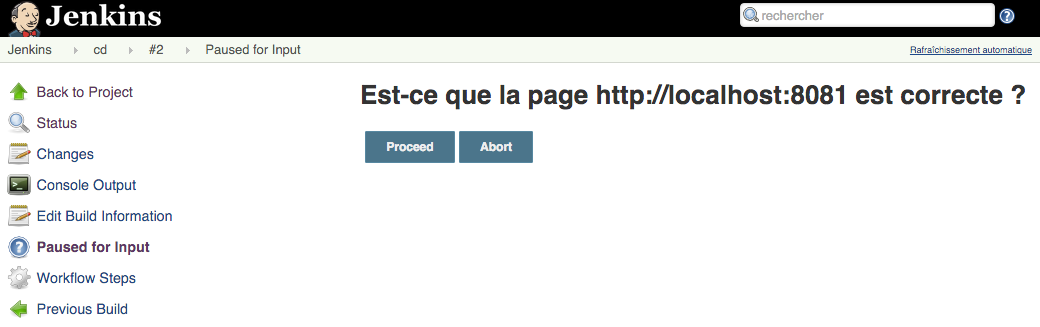 Jenkins
rechercher
Jenkins cd #2 Paused for Input
Rafraîchissement automatique
Back to Project
Status
Changes
Console Output
Edit Build Information
Paused for Input
Workflow Steps
Previous Build
Est-ce que la page http://localhost:8081 est correcte ?
Proceed Abort